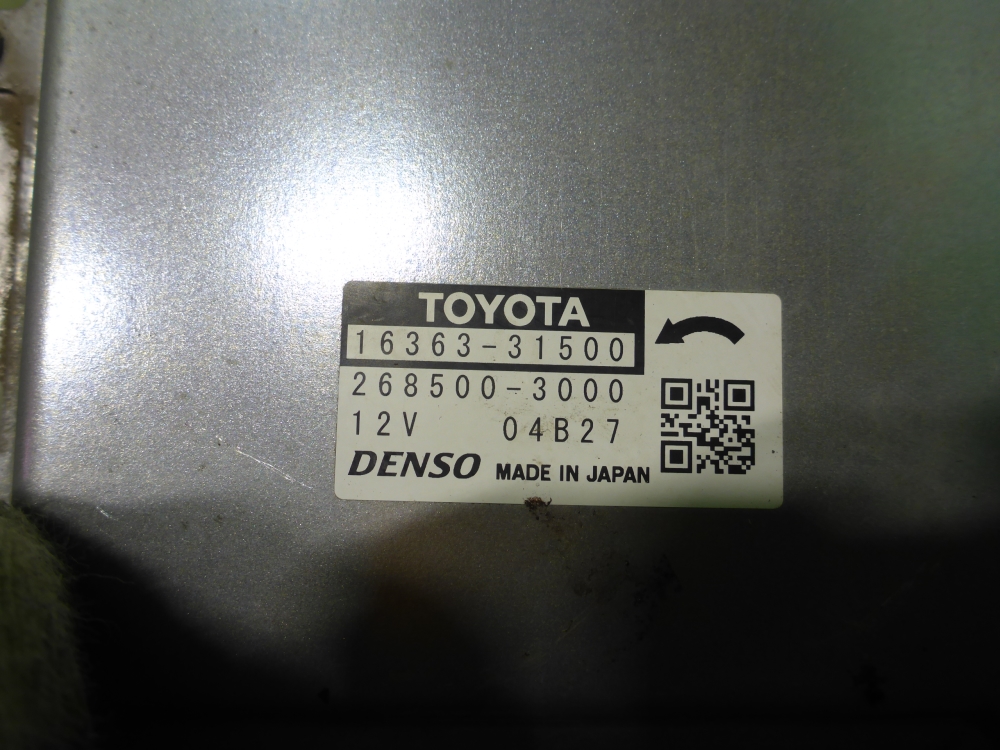 TOYOTA
16363-31500
268500-3000
12V 04B27
DENSO MADE IN JAPAN